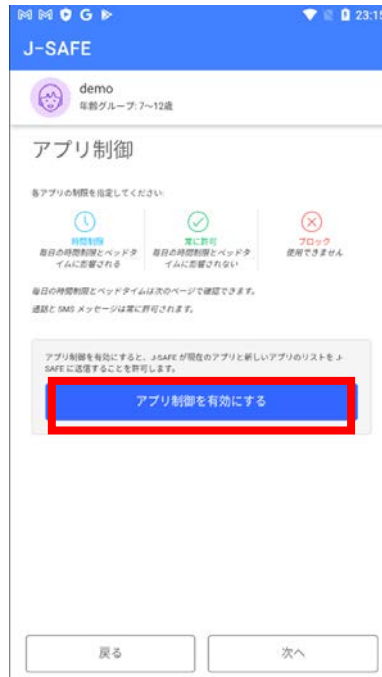 23:15
J-SAFE
demo
年齢グループ: 7～12歳
アプリ制御
各アプリの制限を指定してください:
時間制限
毎日の時間制限とベッドタ
イムに影響される
常に許可
毎日の時間制限とベッドタ
イムに影響されない
ブロック
使用できません
毎日の時間制限とベッドタイムは次のページで確認できます。
通話と SMS メッセージは常に許可されます。
アプリ制御を有効にすると、J-SAFE が現在のアプリと新しいアプリのリストを J-
SAFE に送信することを許可します。
アプリ制御を有効にする
戻る
次へ